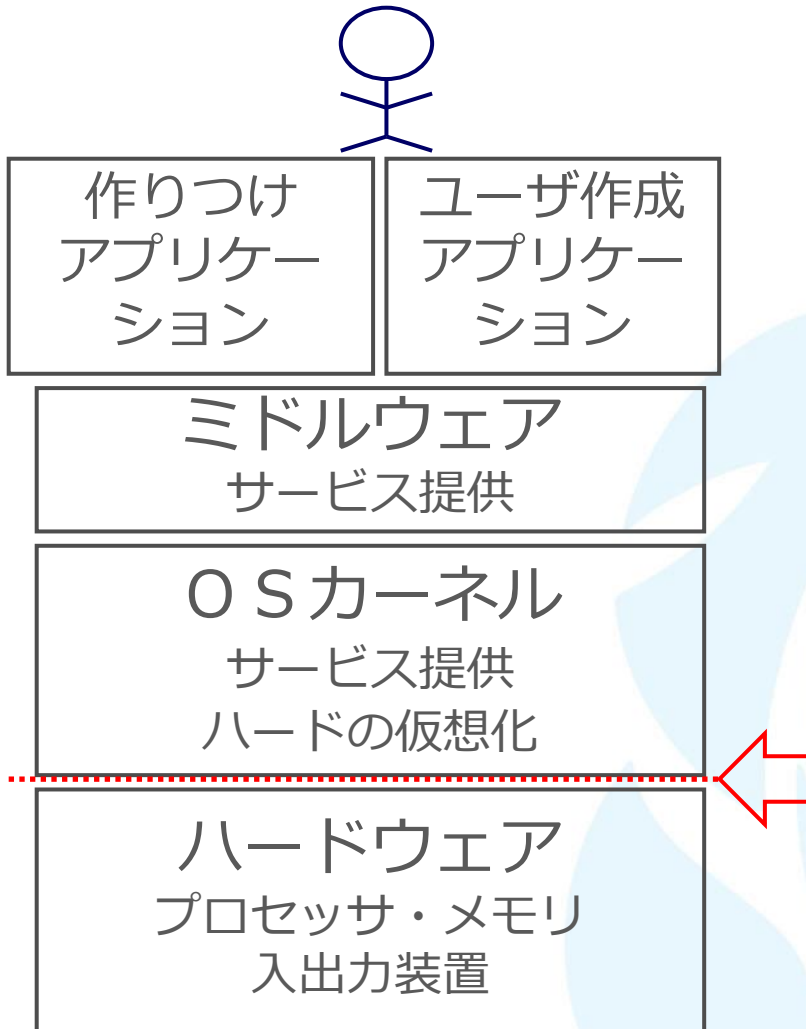 作りつけ
アプリケー
ション
ユーザ作成
アプリケー
ション
ミドルウェア
サービス提供
ＯＳカーネル
サービス提供
ハードの仮想化
ハードウェア
プロセッサ・メモリ
入出力装置